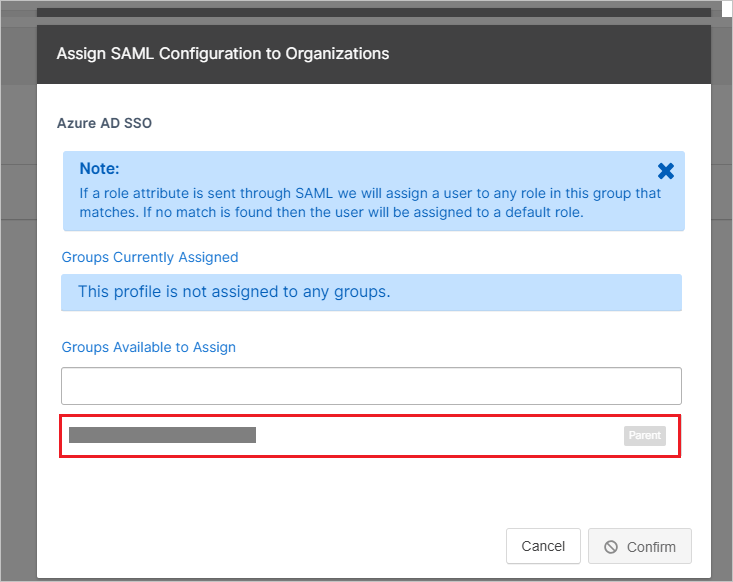 Assign SAML Configuration to Organizations
Azure AD SSO
Note:
If a role attribute is sent through SAML we will assign a user to any role in this group that
matches. If no match is found then the user will be assigned to a default role.
Groups Currently Assigned
This profile is not assigned to any groups.
Groups Available to Assign
Parent
Cancel
Confirm